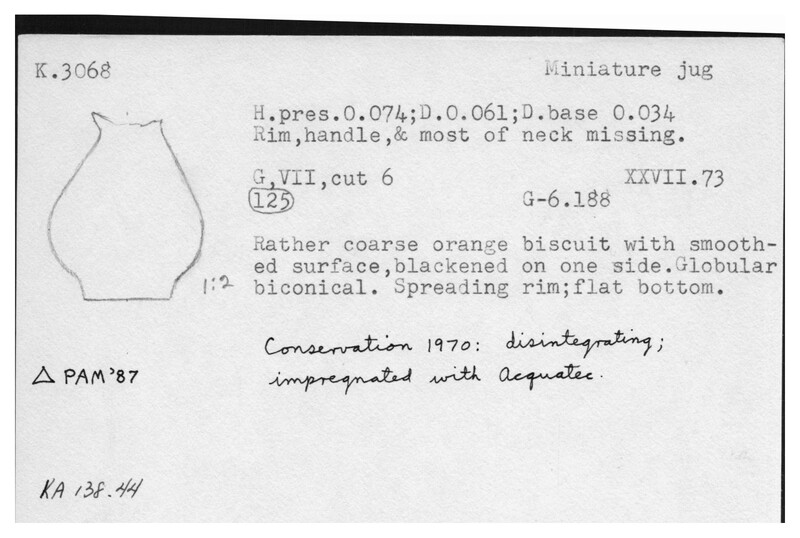 K.3068 Miniature jug
H.pres.0.074;D.0.061;D.base 0.034
Rim,handle,& most of neck missing.
G,VII,cut 6 XXVII.73
125 G-6.188
Rather coarse orange biscuit with smooth-
ed surface,blackened on one side.Globular
biconical. Spreading rim;flat bottom.
1:2
Conservation 1970: disintegrating;
impregnated with Acquatec.
△ PAM '87
KA 138.44